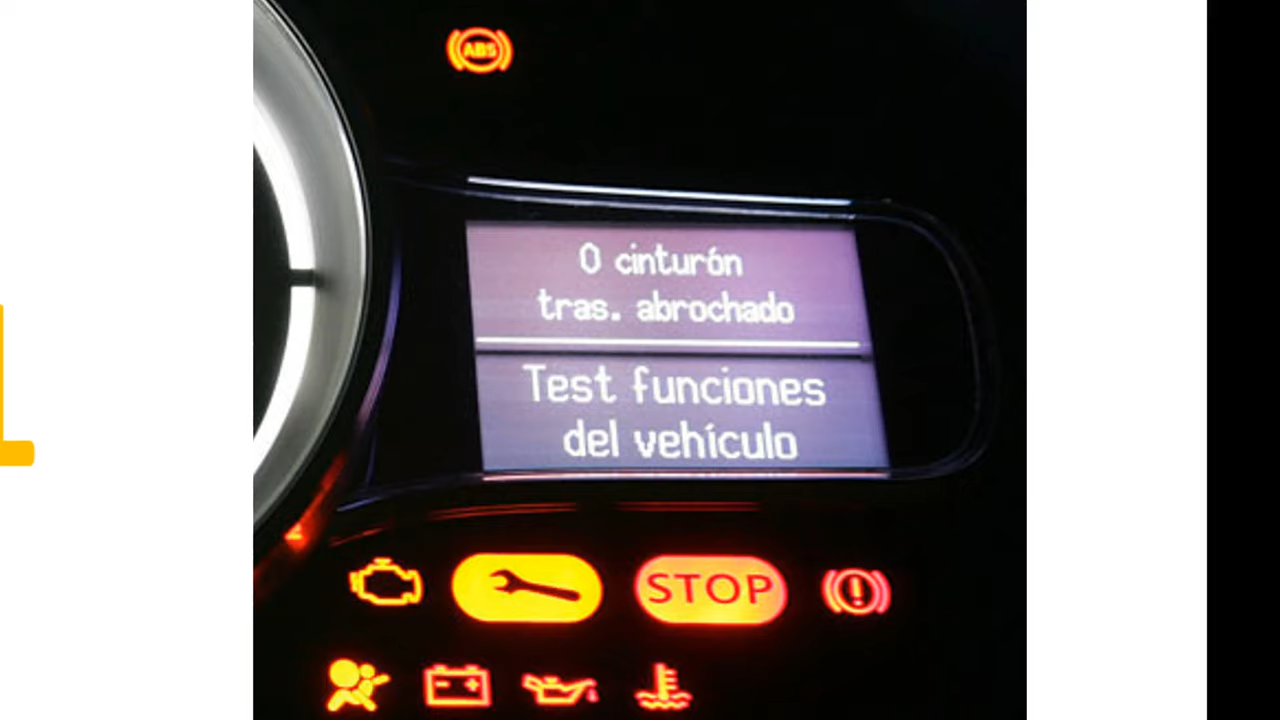 ABS
0 cinturón
tras. abrochado
Test funciones
del vehículo
STOP